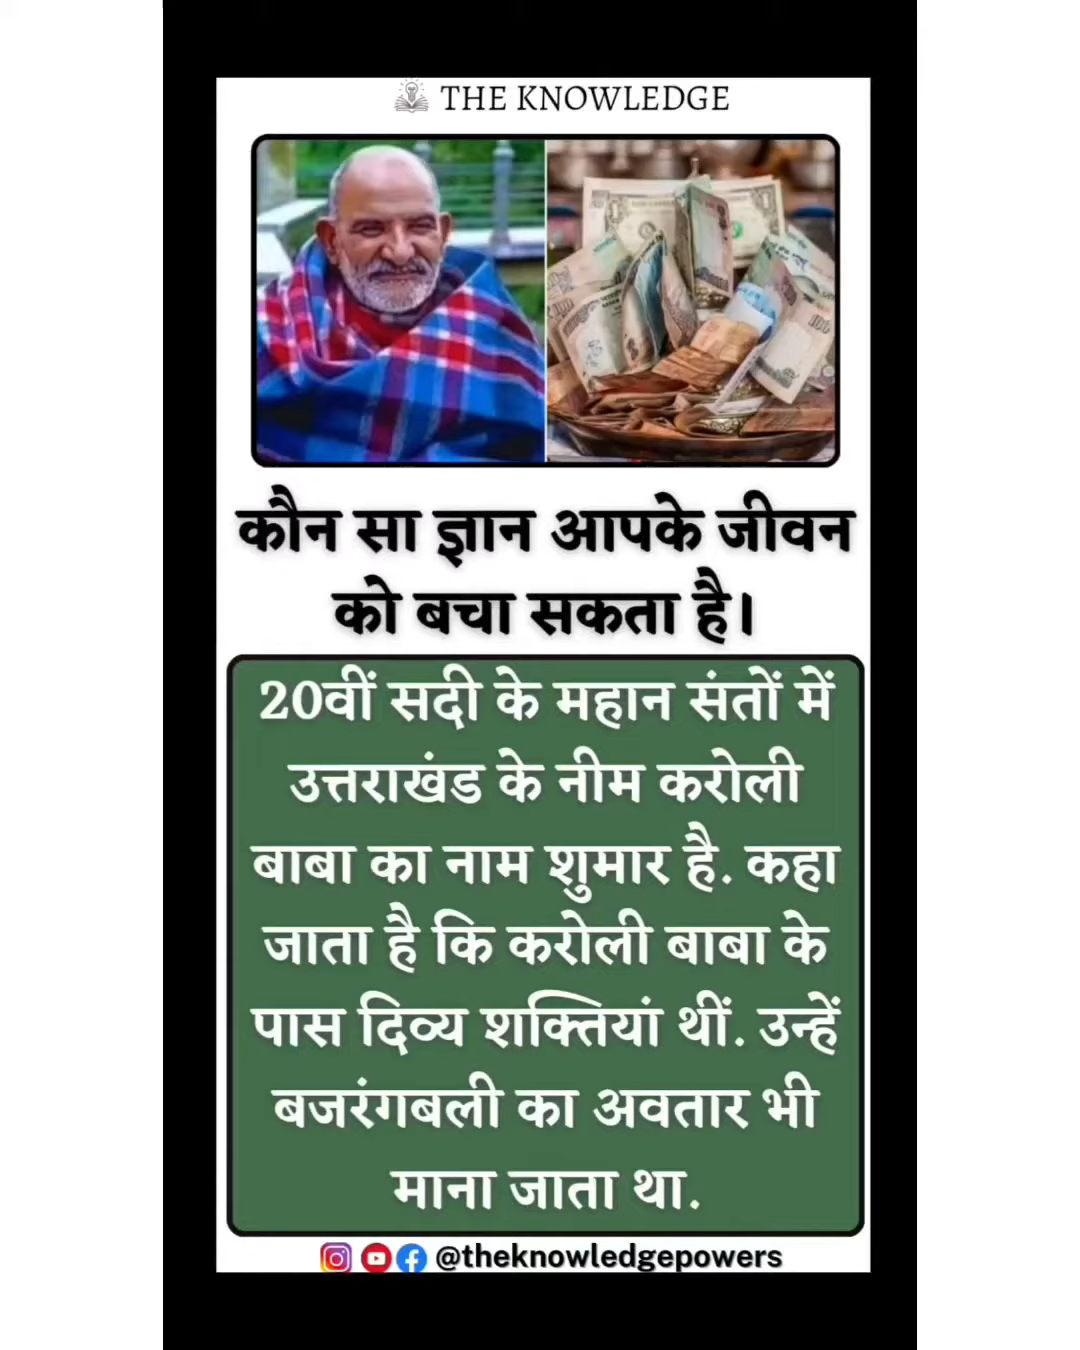 THE KNOWLEDGE
कौन सा ज्ञान आपके जीवन
को बचा सकता है।
20वीं सदी के महान संतों में
उत्तराखंड के नीम करोली
बाबा का नाम शुमार है. कहा
जाता है कि करोली बाबा के
पास दिव्य शक्तियां थीं. उन्हें
बजरंगबली का अवतार भी
माना जाता था.
@theknowledgepowers